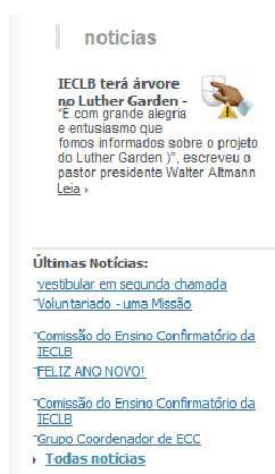 notícias
IECLB terá árvore
no Luther Garden -
"É com grande alegria
e entusiasmo que
fomos informados sobre o projeto
do Luther Garden )", escreveu o
pastor presidente Walter Altmann
Leia
Últimas Notícias:
vestibular em segunda chamada
Voluntariado - uma Missão
Comissão do Ensino Confirmatório da
IECLB
FELIZ ANO NOVO!
Comissão do Ensino Confirmatório da
IECLB
Grupo Coordenador de ECC
Todas notícias